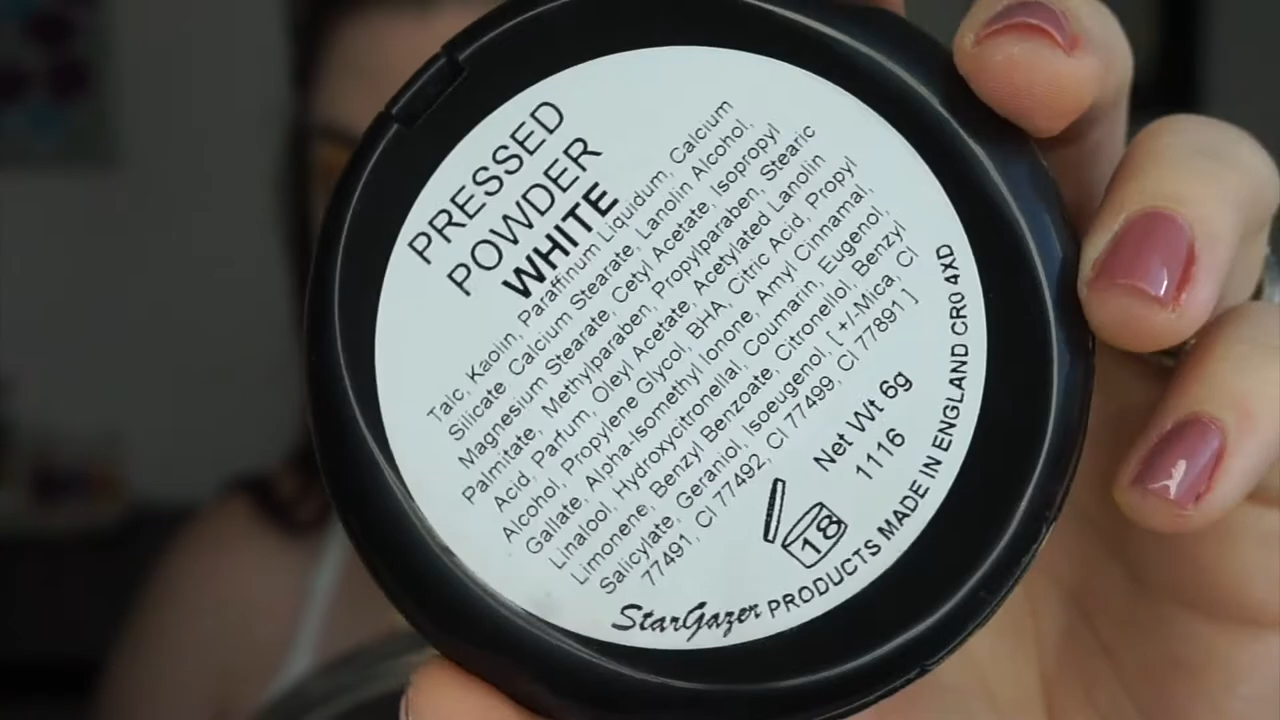 PRESSED
POWDER
WHITE
Talc, Kaolin, Paraffinum Liquidum, Calcium
Silicate, Calcium Stearate, Lanolin Alcohol,
Magnesium Stearate, Cetyl Acetate, Isopropyl
Palmitate, Methylparaben, Propylparaben, Stearic
Acid, Parfum, Oleyl Acetate, Acetylated Lanolin
Alcohol, Propylene Glycol, BHA, Citric Acid, Propyl
Gallate, Alpha-Isomethyl Ionone, Amyl Cinnamal,
Linalool, Hydroxycitronellal, Coumarin, Eugenol,
Limonene, Benzyl Benzoate, Citronellol, Benzyl
Salicylate, Geraniol, Isoeugenol, [ +/-Mica, CI
77491, CI 77492, CI 77499, CI 77891 ]
Net Wt 6g
1116
18
StarGazer PRODUCTS MADE IN ENGLAND CR0 4XD